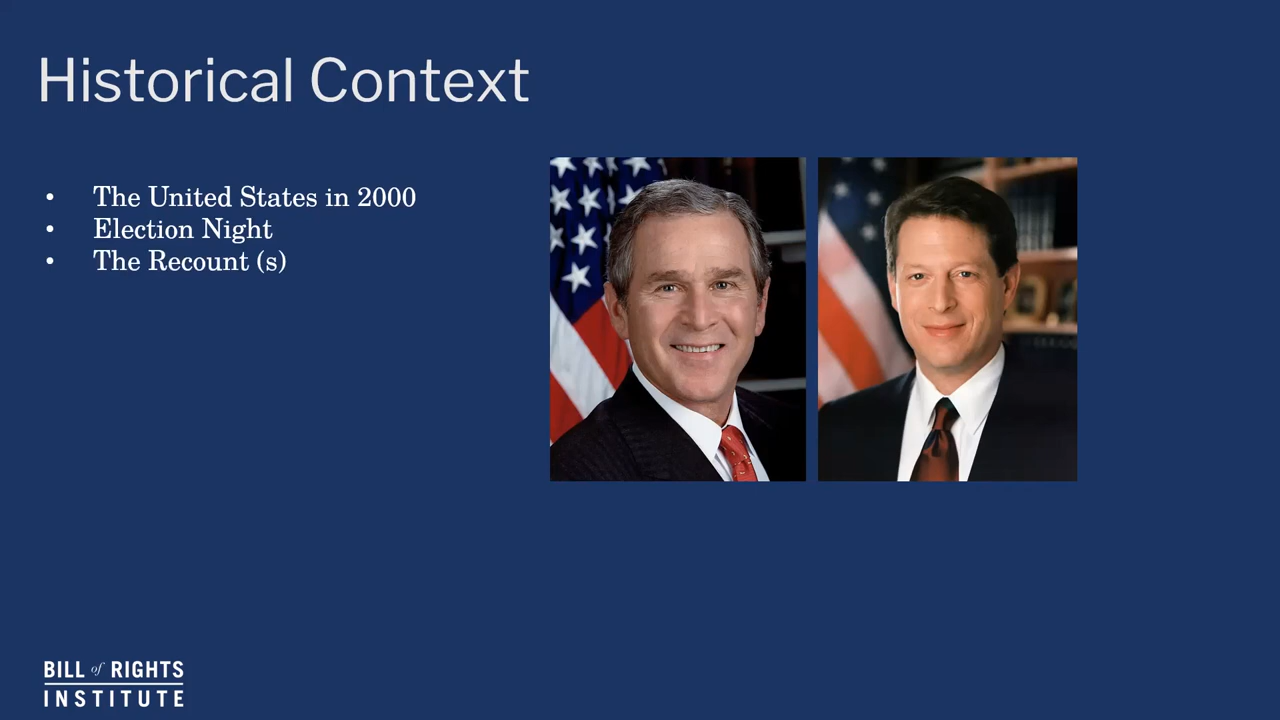 Historical Context
• The United States in 2000
• Election Night
• The Recount (s)
BILL of RIGHTS
INSTITUTE